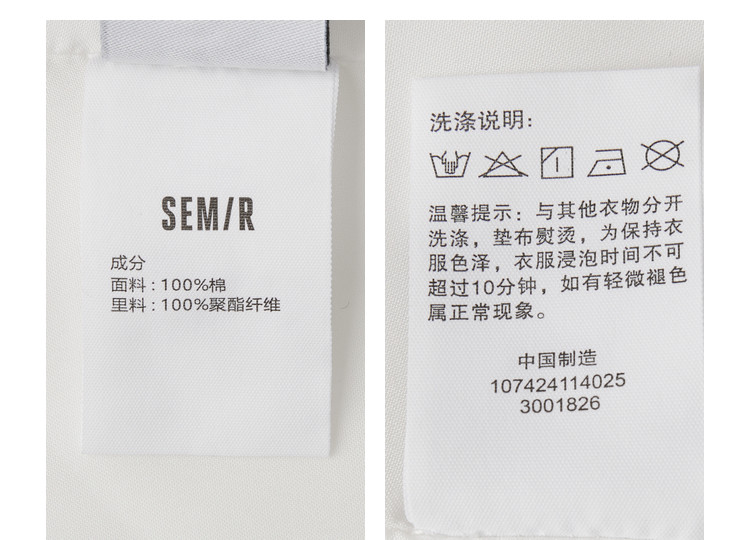 SEM/R
成分
面料：100%棉
里料：100%聚酯纤维
洗涤说明：
温馨提示：与其他衣物分开
洗涤，垫布熨烫，为保持衣
服色泽，衣服浸泡时间不可
超过10分钟，如有轻微褪色
属正常现象。
中国制造
107424114025
3001826